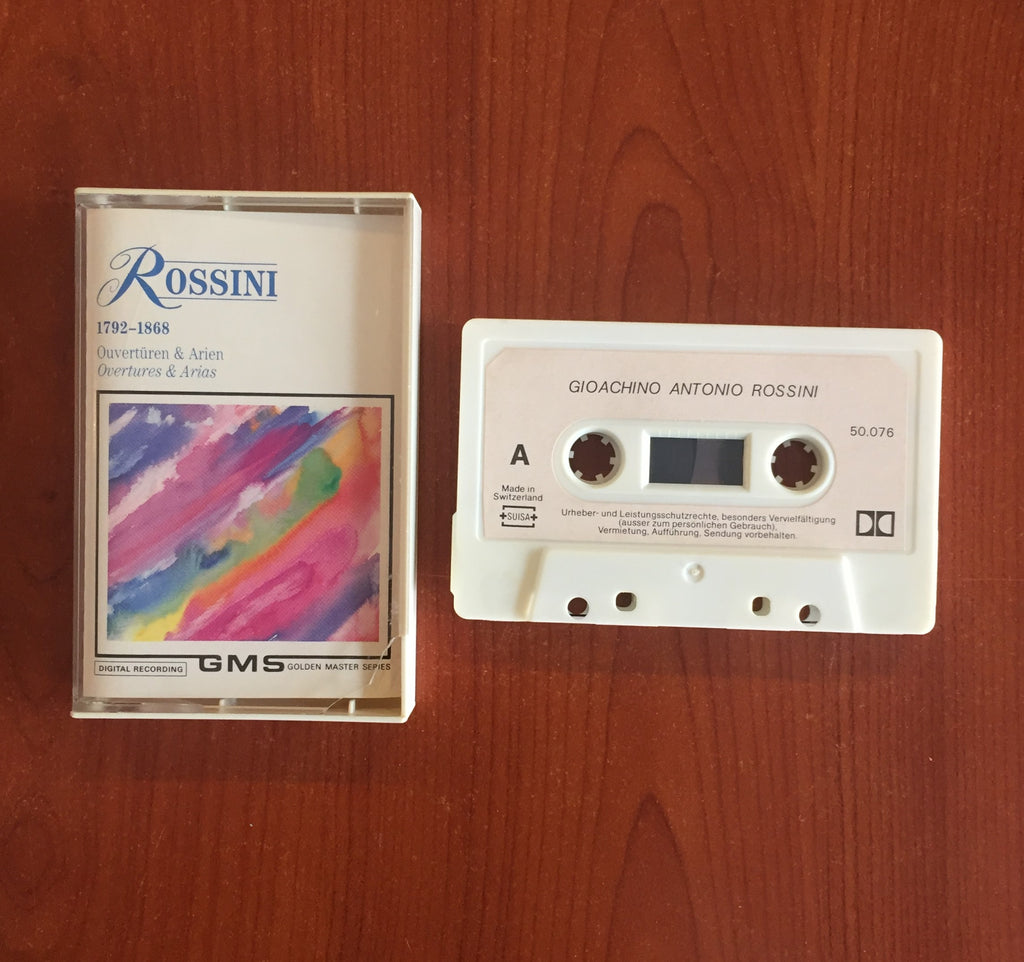 ROSSINI
1792–1868
Ouvertüren & Arien
Overtures & Arias
DIGITAL RECORDING
GMS GOLDEN MASTER SERIES
GIOACHINO ANTONIO ROSSINI
50.076
A
Made in
Switzerland
SUISA
Urheber- und Leistungsschutzrechte, besonders Vervielfältigung
(ausser zum persönlichen Gebrauch),
Vermietung, Aufführung, Sendung vorbehalten.